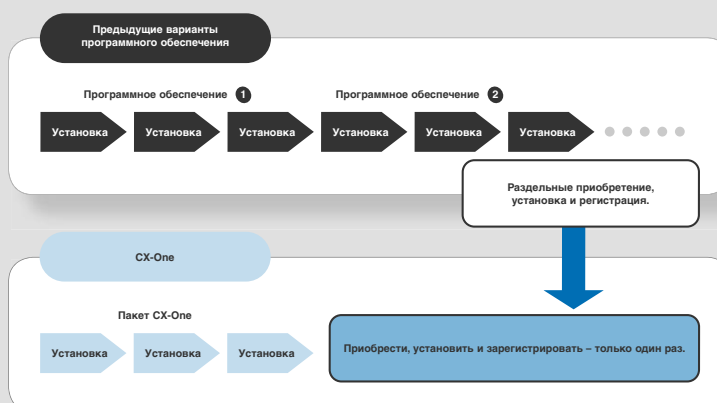 Предыдущие варианты
программного обеспечения
Программное обеспечение 1
Программное обеспечение 2
Установка Установка Установка Установка Установка Установка
Раздельные приобретение,
установка и регистрация.
CX-One
Пакет CX-One
Установка Установка Установка
Приобрести, установить и зарегистрировать – только один раз.